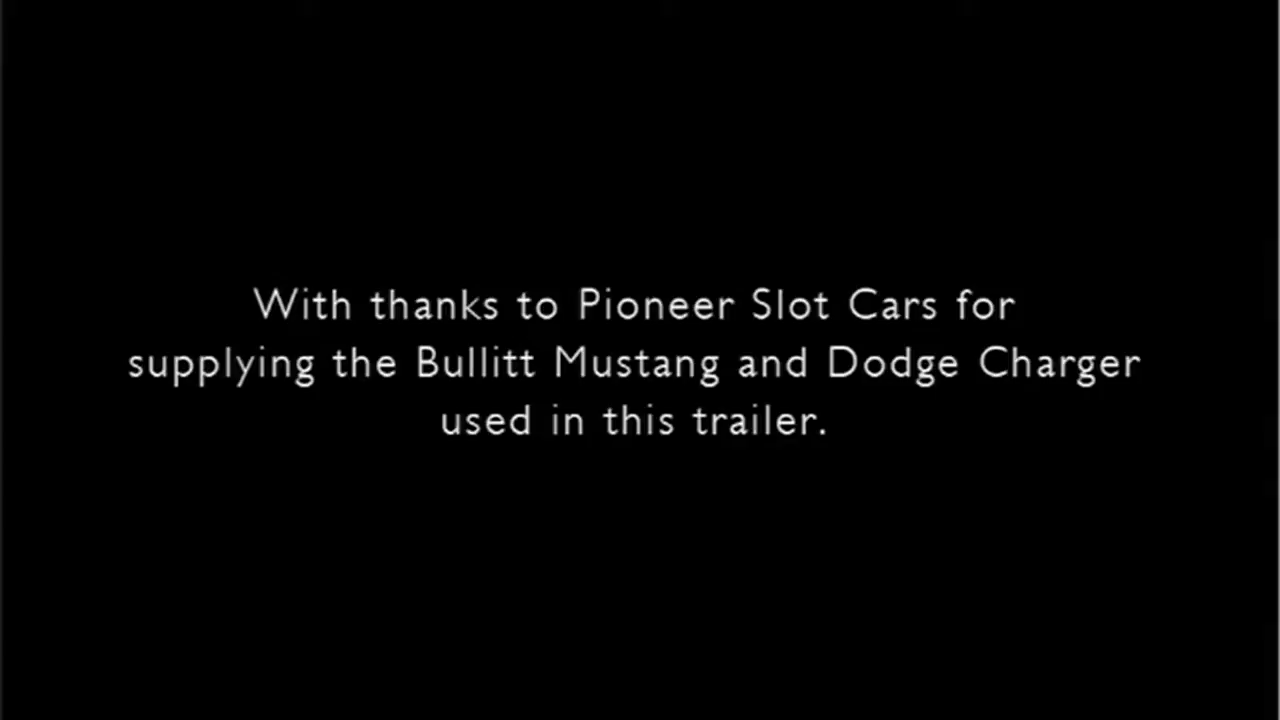 With thanks to Pioneer Slot Cars for
supplying the Bullitt Mustang and Dodge Charger
used in this trailer.